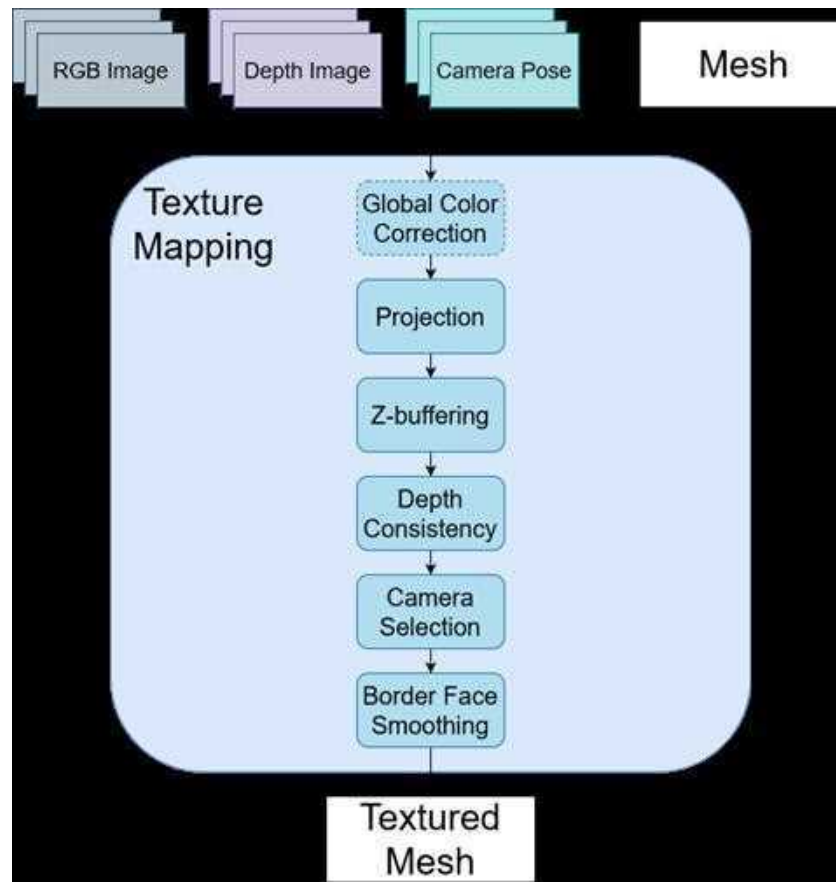 RGB Image
Depth Image
Camera Pose
Mesh
Texture
Mapping
Global Color
Correction
Projection
Z-buffering
Depth
Consistency
Camera
Selection
Border Face
Smoothing
Textured
Mesh